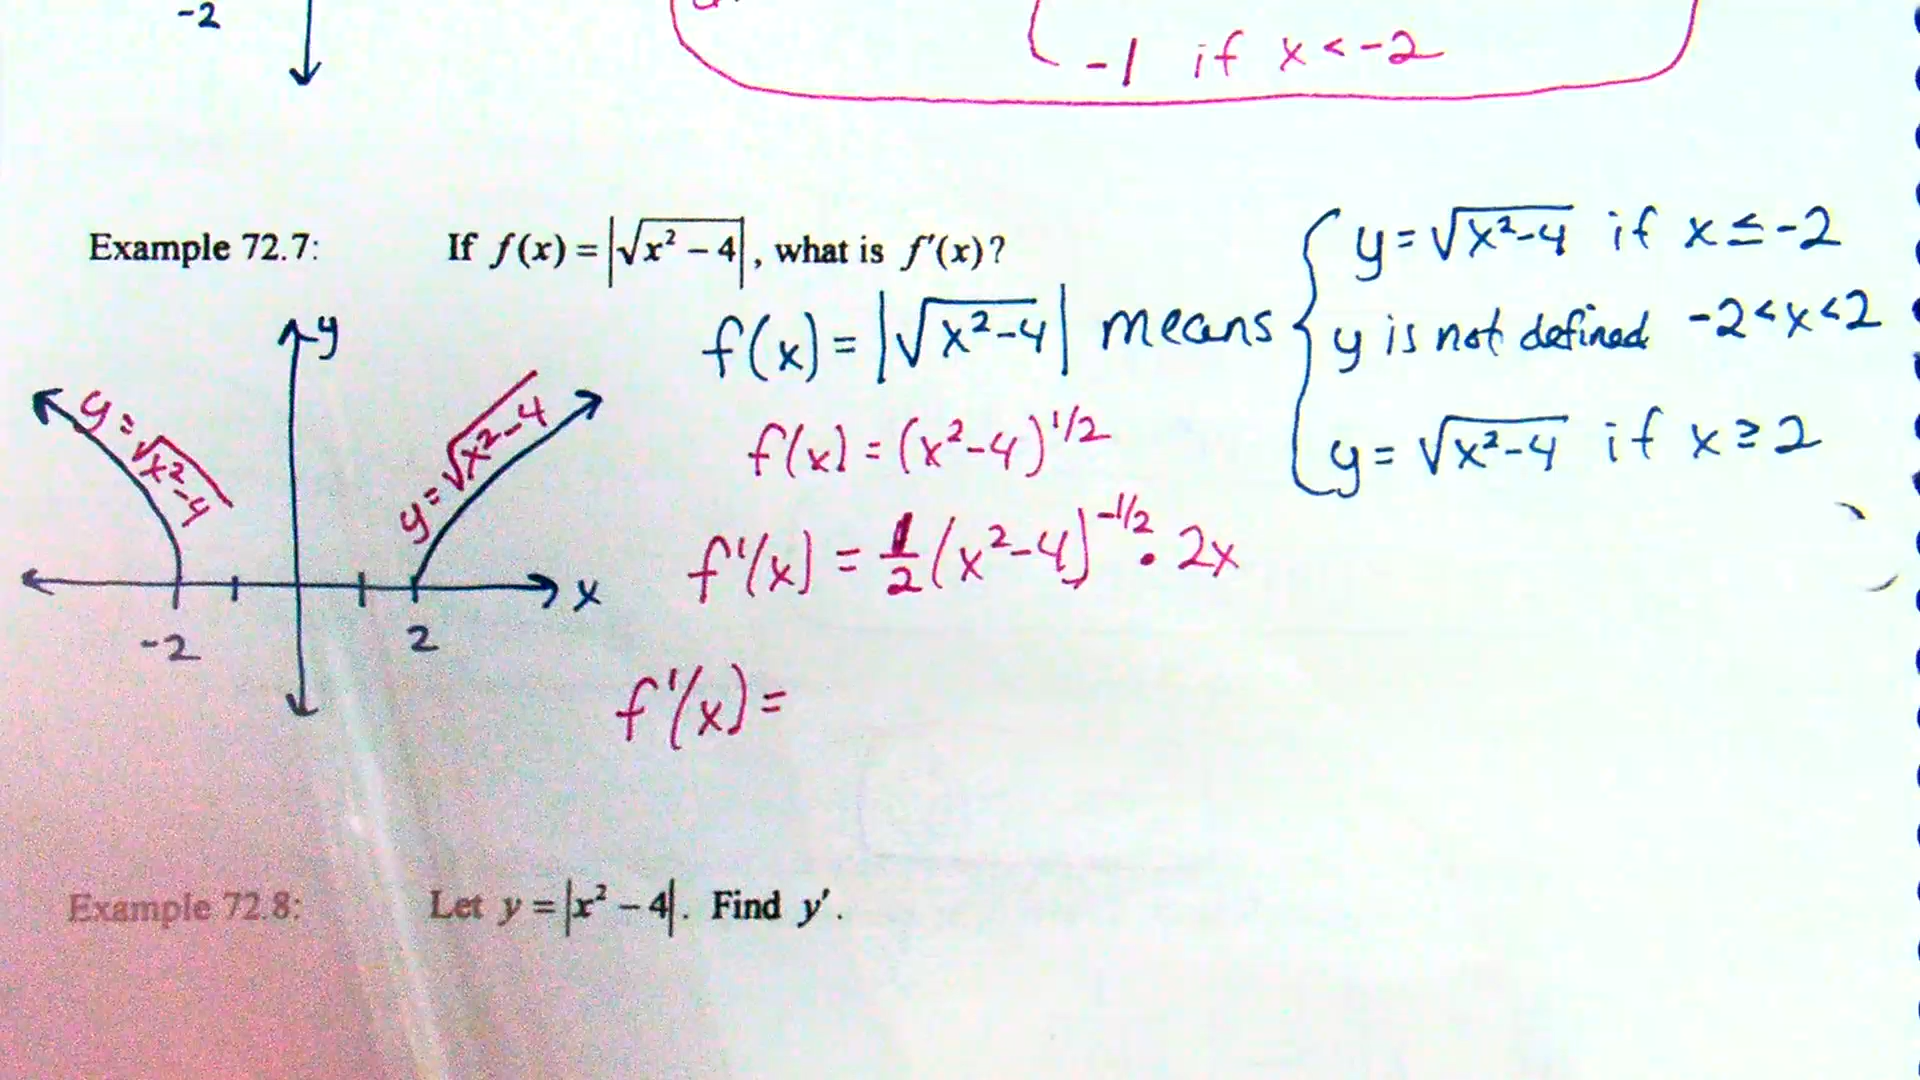 -2
-1 if x < -2
Example 72.7: If f(x) = |√(x² - 4)|, what is f'(x)?
f(x) = |√(x²-4)| means
y = √(x²-4) if x ≤ -2
y is not defined -2<x<2
y = √(x²-4) if x ≥ 2
f(x) = (x²-4)^1/2
f'(x) = 1/2 (x²-4)^-1/2 · 2x
f'(x) =
y
y = √(x²-4)
y = √(x²-4)
x
-2
2
Example 72.8: Let y = |x² - 4|. Find y'.